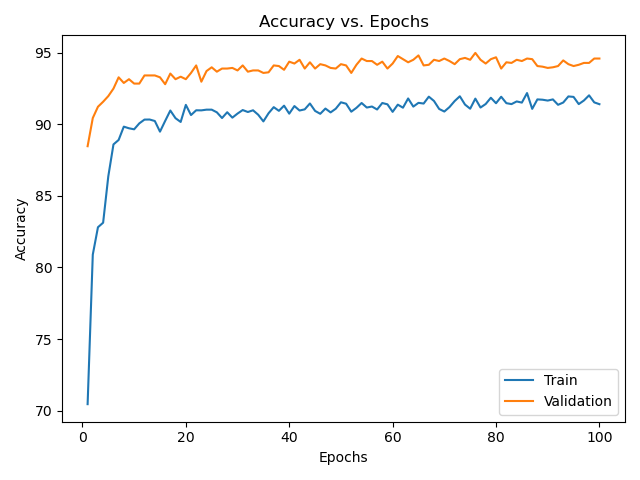 Accuracy vs. Epochs
Accuracy
95
90
85
80
75
70
0 20 40 60 80 100
Epochs
Train
Validation